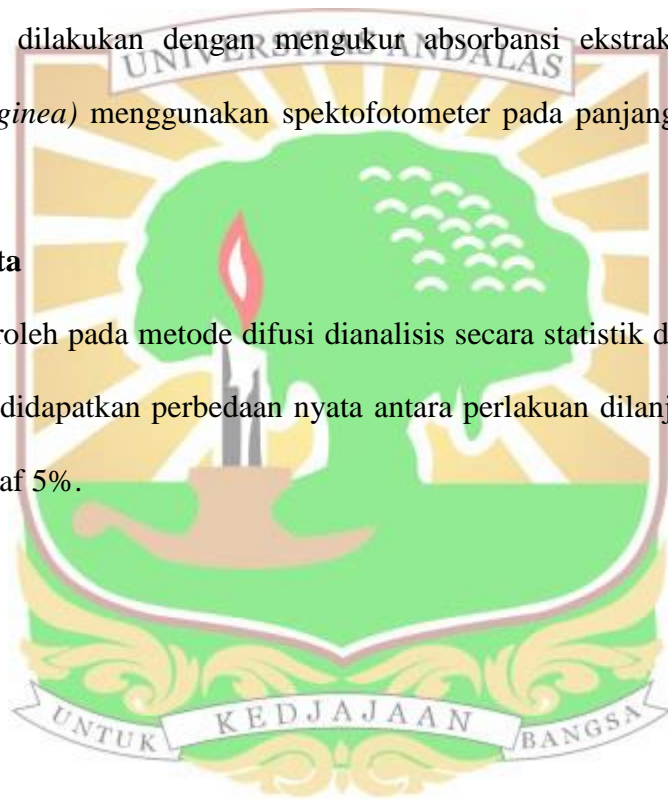 dilakukan dengan mengukur absorbansi ekstrak
UNIVERSITAS ANDALAS
ginea) menggunakan spektofotometer pada panjang
ta
roleh pada metode difusi dianalisis secara statistik d
didapatkan perbedaan nyata antara perlakuan dilanj
af 5%.
UNTUK KEDJAJAAN BANGSA